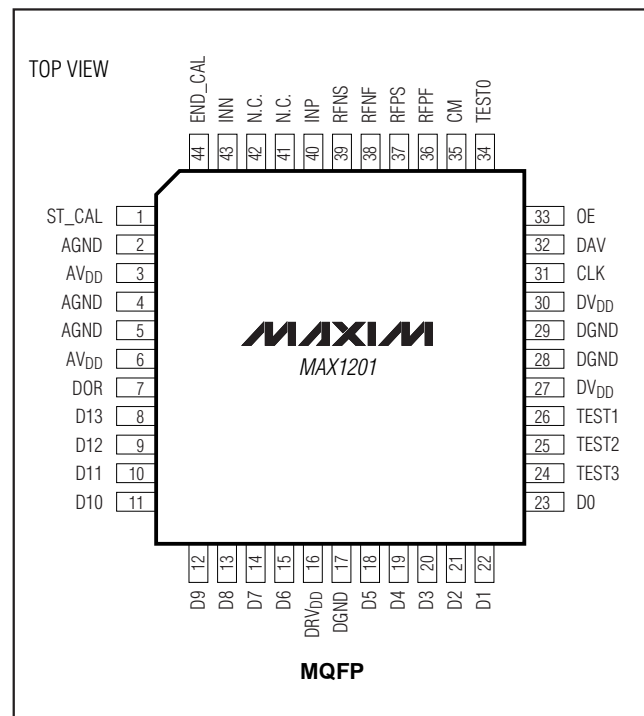 TOP VIEW
END_CAL
INN
N.C.
N.C.
INP
RFNS
RFNF
RFPS
RFPF
CM
TEST0
44
43
42
41
40
39
38
37
36
35
34
ST_CAL 1
AGND 2
AVDD 3
AGND 4
AGND 5
AVDD 6
DOR 7
D13 8
D12 9
D11 10
D10 11
33 OE
32 DAV
31 CLK
30 DVDD
29 DGND
28 DGND
27 DVDD
26 TEST1
25 TEST2
24 TEST3
23 D0
MAXIM
MAX1201
12
13
14
15
16
17
18
19
20
21
22
D9
D8
D7
D6
DRVDD
DGND
D5
D4
D3
D2
D1
MQFP